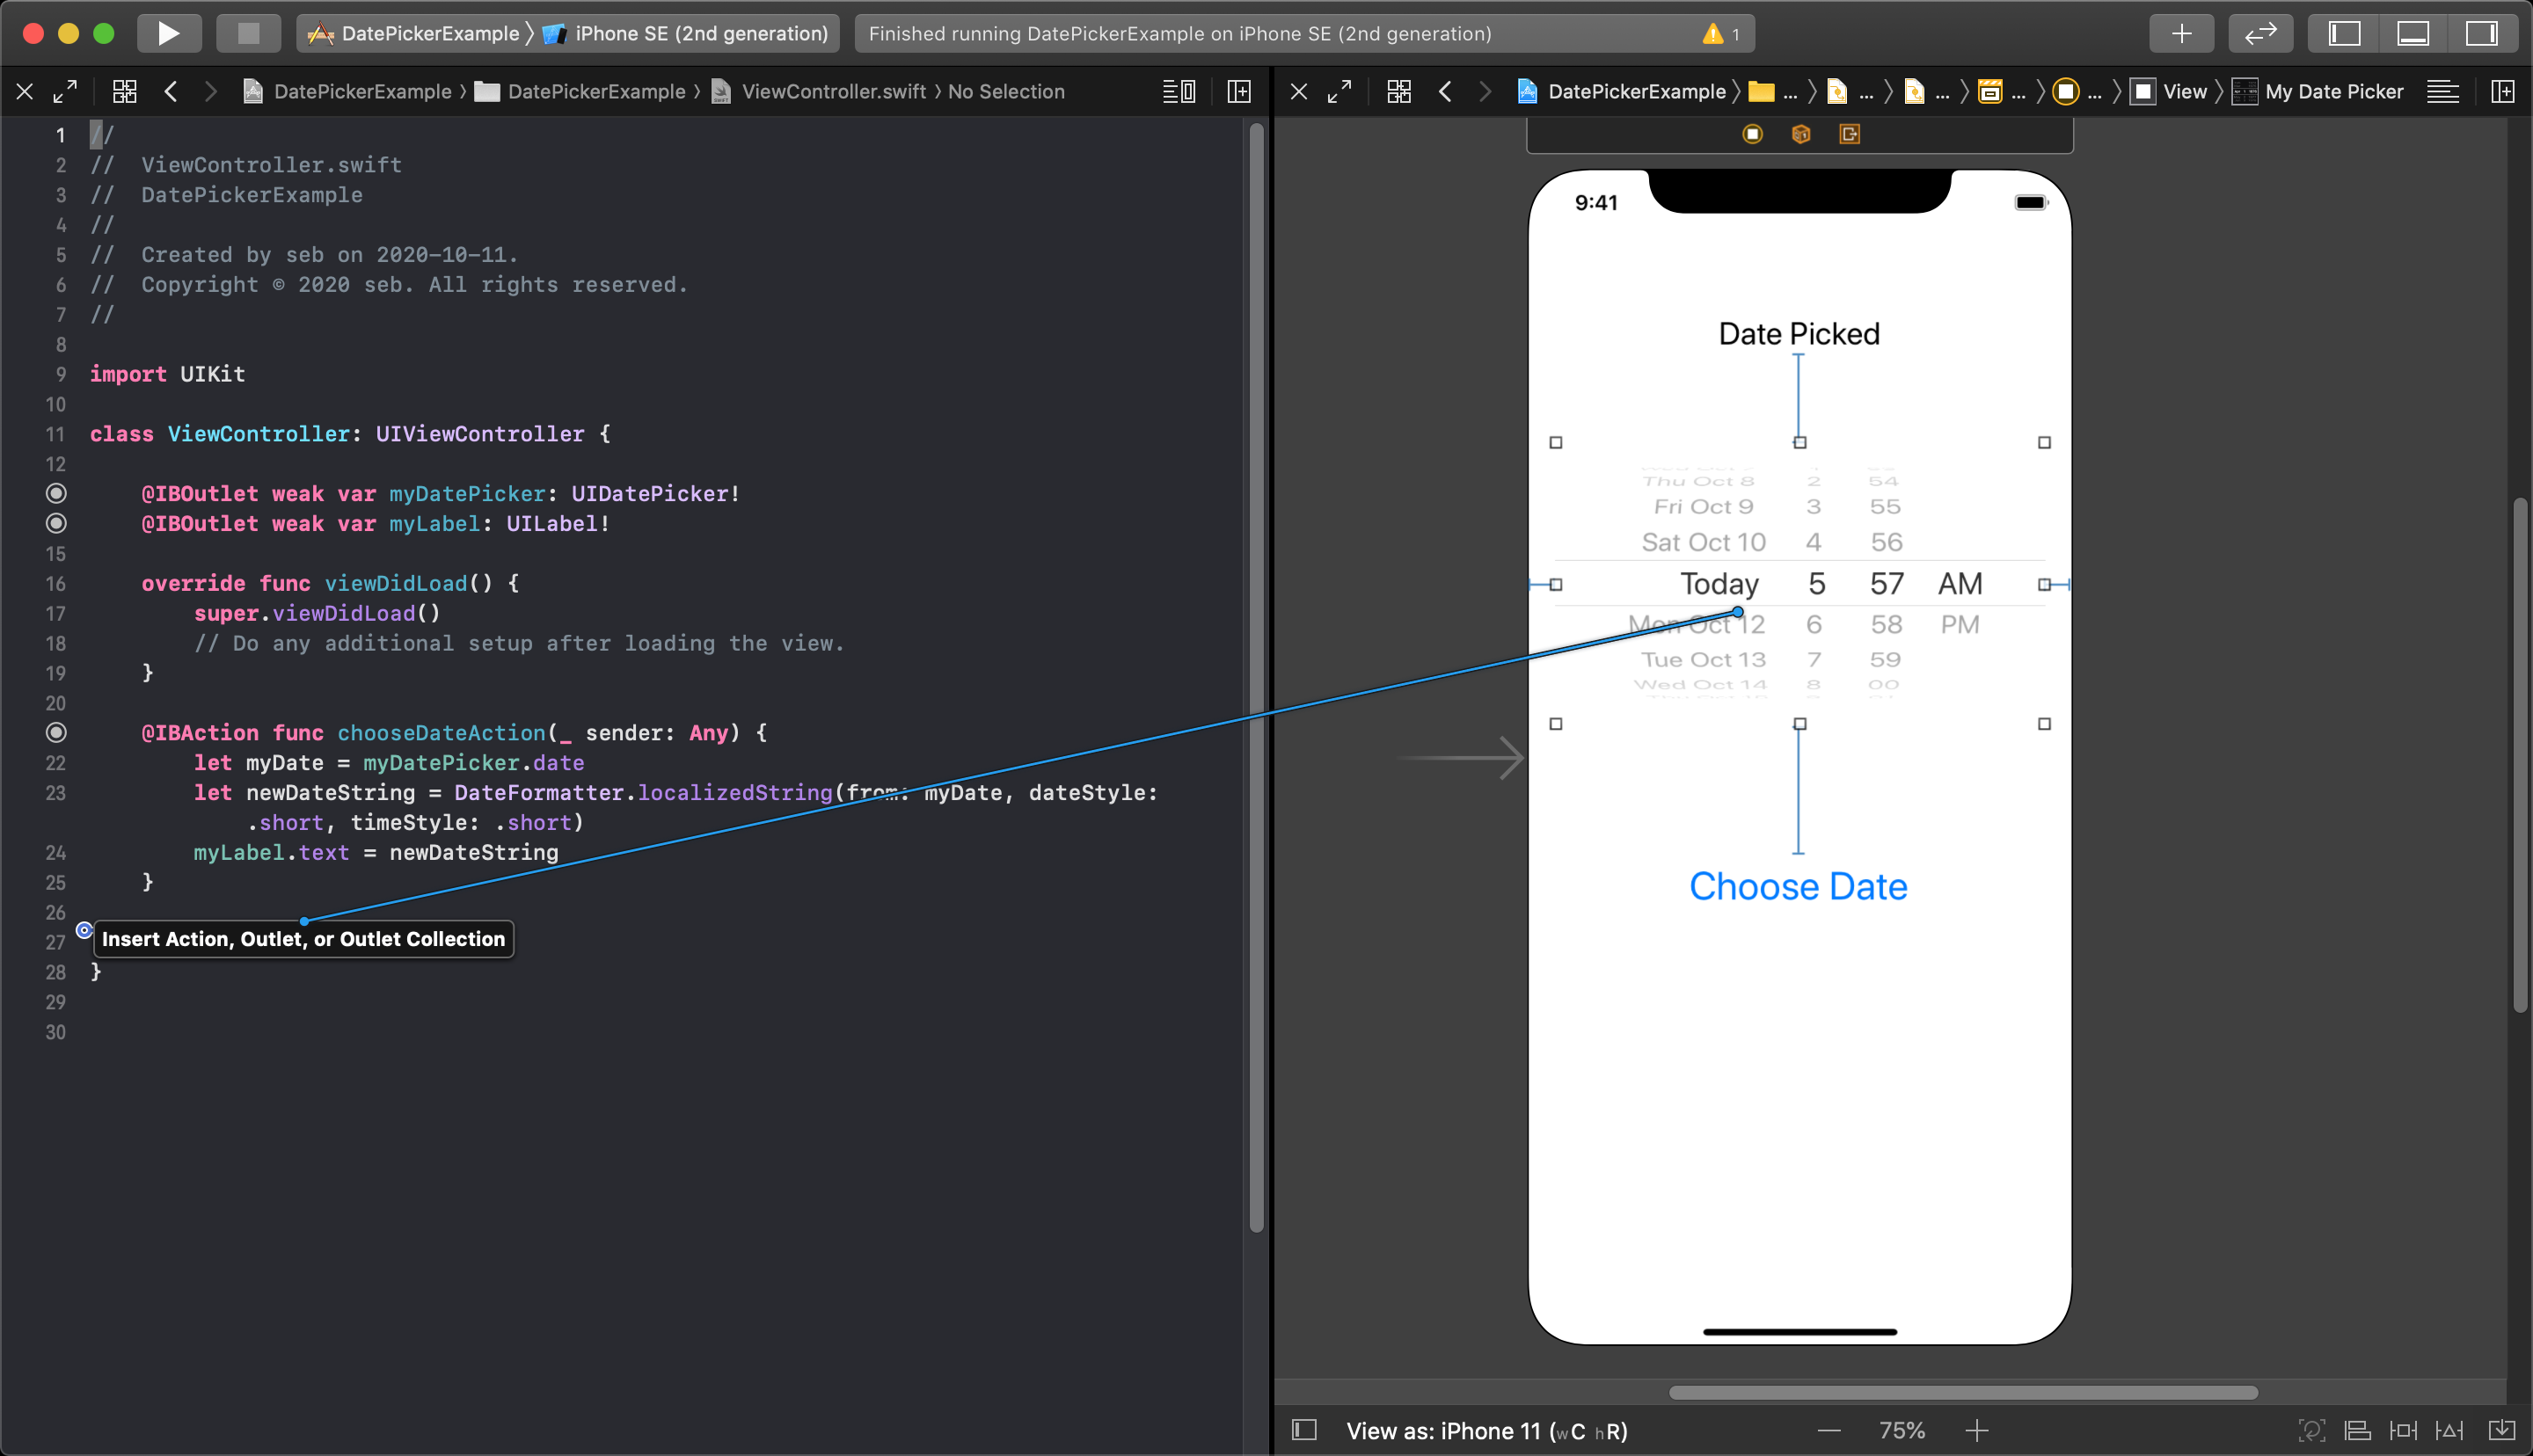 DatePickerExample 〉 iPhone SE (2nd generation)
Finished running DatePickerExample on iPhone SE (2nd generation)
1
DatePickerExample 〉 DatePickerExample 〉 ViewController.swift 〉 No Selection
DatePickerExample 〉 ... 〉 ... 〉 ... 〉 ... 〉 ... 〉 View 〉 My Date Picker
1 //
2 //  ViewController.swift
3 //  DatePickerExample
4 //
5 //  Created by seb on 2020-10-11.
6 //  Copyright © 2020 seb. All rights reserved.
7 //
8
9 import UIKit
10
11 class ViewController: UIViewController {
12
@IBOutlet weak var myDatePicker: UIDatePicker!
@IBOutlet weak var myLabel: UILabel!
15
16 override func viewDidLoad() {
17 super.viewDidLoad()
18 // Do any additional setup after loading the view.
19 }
20
@IBAction func chooseDateAction(_ sender: Any) {
22 let myDate = myDatePicker.date
23 let newDateString = DateFormatter.localizedString(from: myDate, dateStyle:
.short, timeStyle: .short)
24 myLabel.text = newDateString
25 }
26
27
Insert Action, Outlet, or Outlet Collection
28 }
29
30
9:41
Date Picked
Thu Oct 8 2 54
Fri Oct 9 3 55
Sat Oct 10 4 56
Today 5 57 AM
Mon Oct 12 6 58 PM
Tue Oct 13 7 59
Wed Oct 14 8 00
Choose Date
View as: iPhone 11 (wC hR)
75%